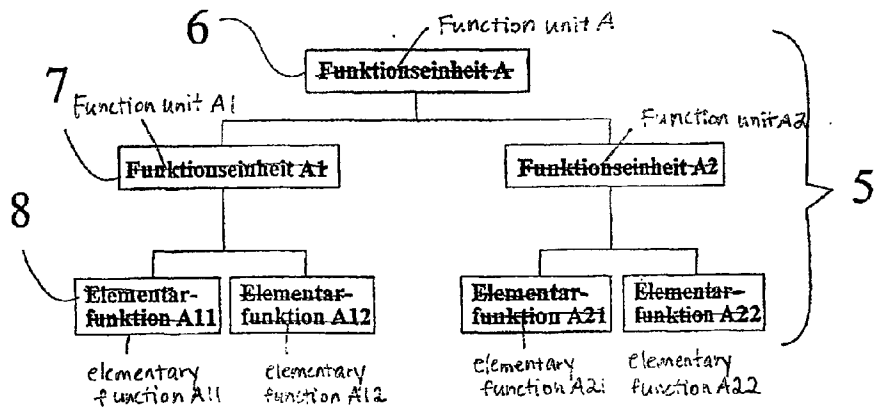 6
Function unit A
Funktionseinheit A
7
Function unit A1
Function unit A2
Funktionseinheit A1
Funktionseinheit A2
5
8
Elementar-
funktion A11
Elementar-
funktion A12
Elementar-
funktion A21
Elementar-
funktion A22
elementary
function A11
elementary
function A12
elementary
function A21
elementary
function A22